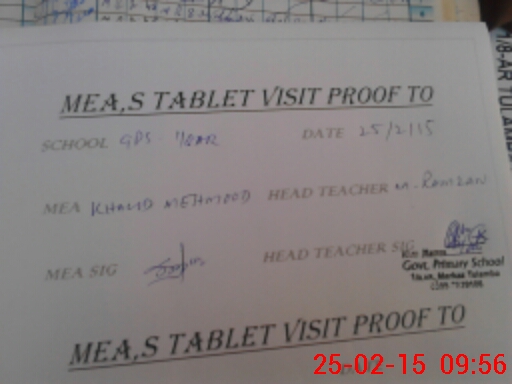 MEA,S TABLET VISIT PROOF TO
SCHOOL GPS DATE 25/2/15
MEA KHALID MEHMOOD HEAD TEACHER M. RAMZAN
MEA SIG HEAD TEACHER SIG
Govt. Primary School
MEA,S TABLET VISIT PROOF TO
25-02-15 09:56